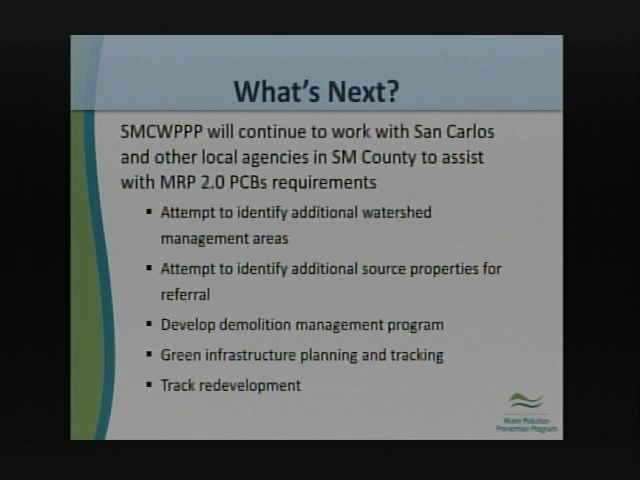 What's Next?
SMCWPPP will continue to work with San Carlos
and other local agencies in SM County to assist
with MRP 2.0 PCBs requirements
▪ Attempt to identify additional watershed
management areas
▪ Attempt to identify additional source properties for
referral
▪ Develop demolition management program
▪ Green infrastructure planning and tracking
▪ Track redevelopment
Water Pollution
Prevention Program